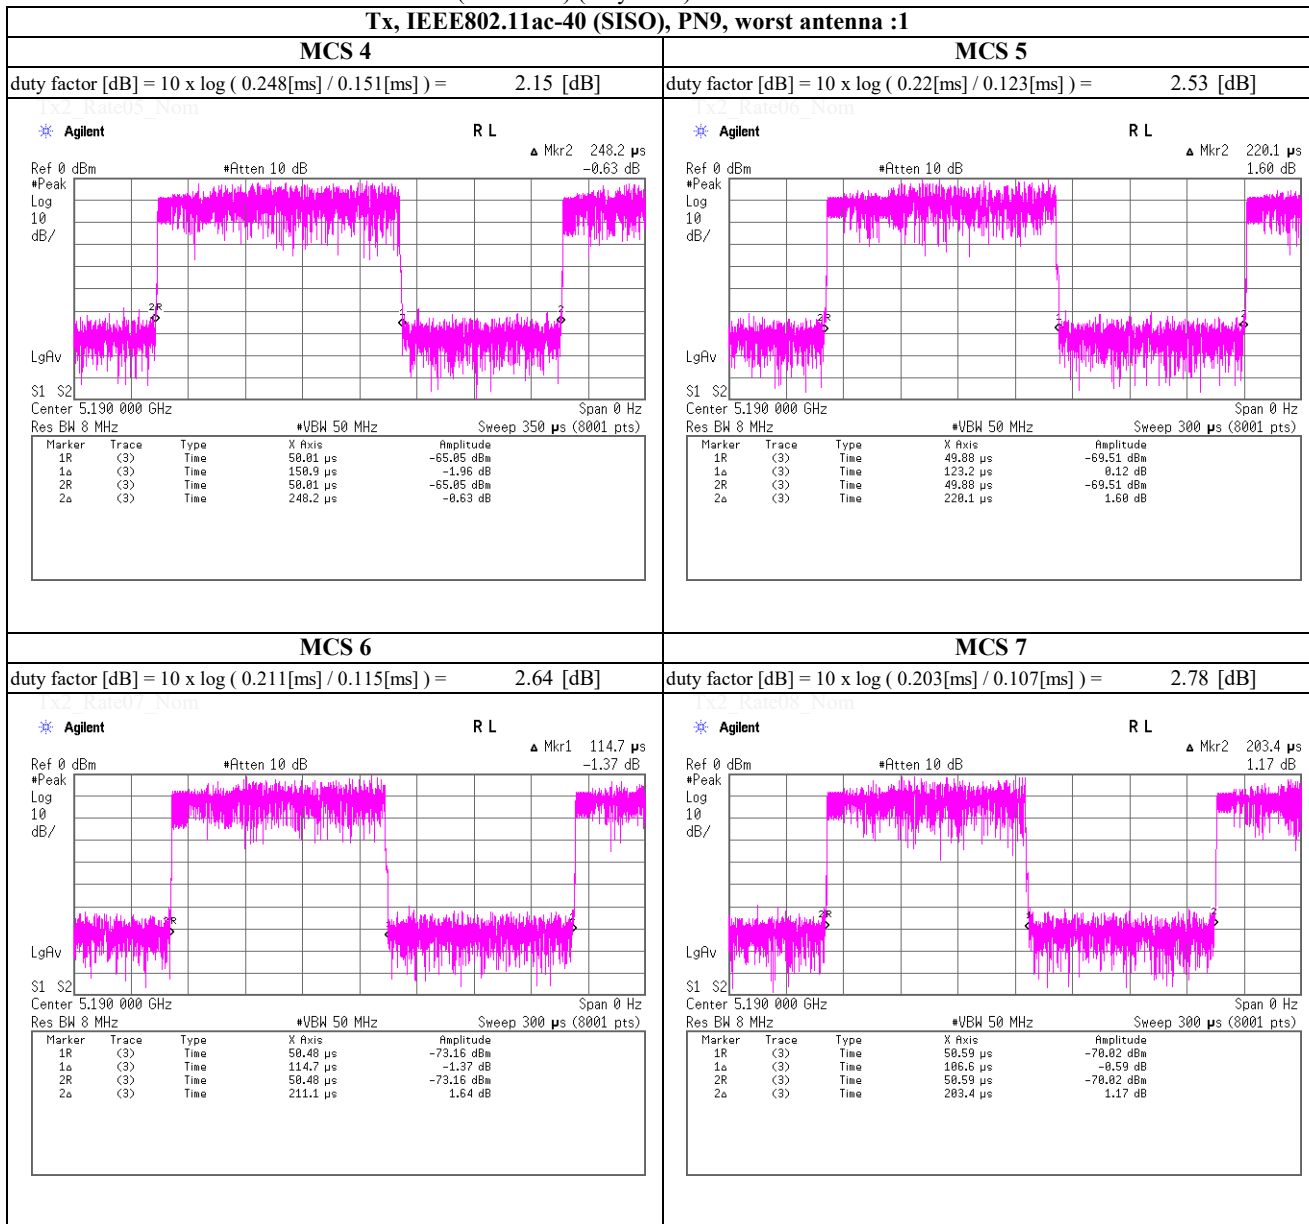 Tx, IEEE802.11ac-40 (SISO), PN9, worst antenna :1
MCS 4
duty factor [dB] = 10 x log ( 0.248[ms] / 0.151[ms] ) = 2.15 [dB]
Tx2_Rate05_Nom
Agilent R L
Δ Mkr2 248.2 µs
Ref 0 dBm #Atten 10 dB -0.63 dB
#Peak
Log
10
dB/
2R
1
2
LgAv
S1 S2
Center 5.190 000 GHz Span 0 Hz
Res BW 8 MHz #VBW 50 MHz Sweep 350 µs (8001 pts)
Marker Trace Type X Axis Amplitude
1R (3) Time 50.01 µs -65.05 dBm
1Δ (3) Time 150.9 µs -1.96 dB
2R (3) Time 50.01 µs -65.05 dBm
2Δ (3) Time 248.2 µs -0.63 dB
MCS 5
duty factor [dB] = 10 x log ( 0.22[ms] / 0.123[ms] ) = 2.53 [dB]
Tx2_Rate06_Nom
Agilent R L
Δ Mkr2 220.1 µs
Ref 0 dBm #Atten 10 dB 1.60 dB
#Peak
Log
10
dB/
2R
1
2
LgAv
S1 S2
Center 5.190 000 GHz Span 0 Hz
Res BW 8 MHz #VBW 50 MHz Sweep 300 µs (8001 pts)
Marker Trace Type X Axis Amplitude
1R (3) Time 49.88 µs -69.51 dBm
1Δ (3) Time 123.2 µs 0.12 dB
2R (3) Time 49.88 µs -69.51 dBm
2Δ (3) Time 220.1 µs 1.60 dB
MCS 6
duty factor [dB] = 10 x log ( 0.211[ms] / 0.115[ms] ) = 2.64 [dB]
Tx2_Rate07_Nom
Agilent R L
Δ Mkr1 114.7 µs
Ref 0 dBm #Atten 10 dB -1.37 dB
#Peak
Log
10
dB/
2R
LgAv
S1 S2
Center 5.190 000 GHz Span 0 Hz
Res BW 8 MHz #VBW 50 MHz Sweep 300 µs (8001 pts)
Marker Trace Type X Axis Amplitude
1R (3) Time 50.48 µs -73.16 dBm
1Δ (3) Time 114.7 µs -1.37 dB
2R (3) Time 50.48 µs -73.16 dBm
2Δ (3) Time 211.1 µs 1.64 dB
MCS 7
duty factor [dB] = 10 x log ( 0.203[ms] / 0.107[ms] ) = 2.78 [dB]
Tx2_Rate08_Nom
Agilent R L
Δ Mkr2 203.4 µs
Ref 0 dBm #Atten 10 dB 1.17 dB
#Peak
Log
10
dB/
2R
2
LgAv
S1 S2
Center 5.190 000 GHz Span 0 Hz
Res BW 8 MHz #VBW 50 MHz Sweep 300 µs (8001 pts)
Marker Trace Type X Axis Amplitude
1R (3) Time 50.59 µs -70.02 dBm
1Δ (3) Time 106.6 µs -0.59 dB
2R (3) Time 50.59 µs -70.02 dBm
2Δ (3) Time 203.4 µs 1.17 dB